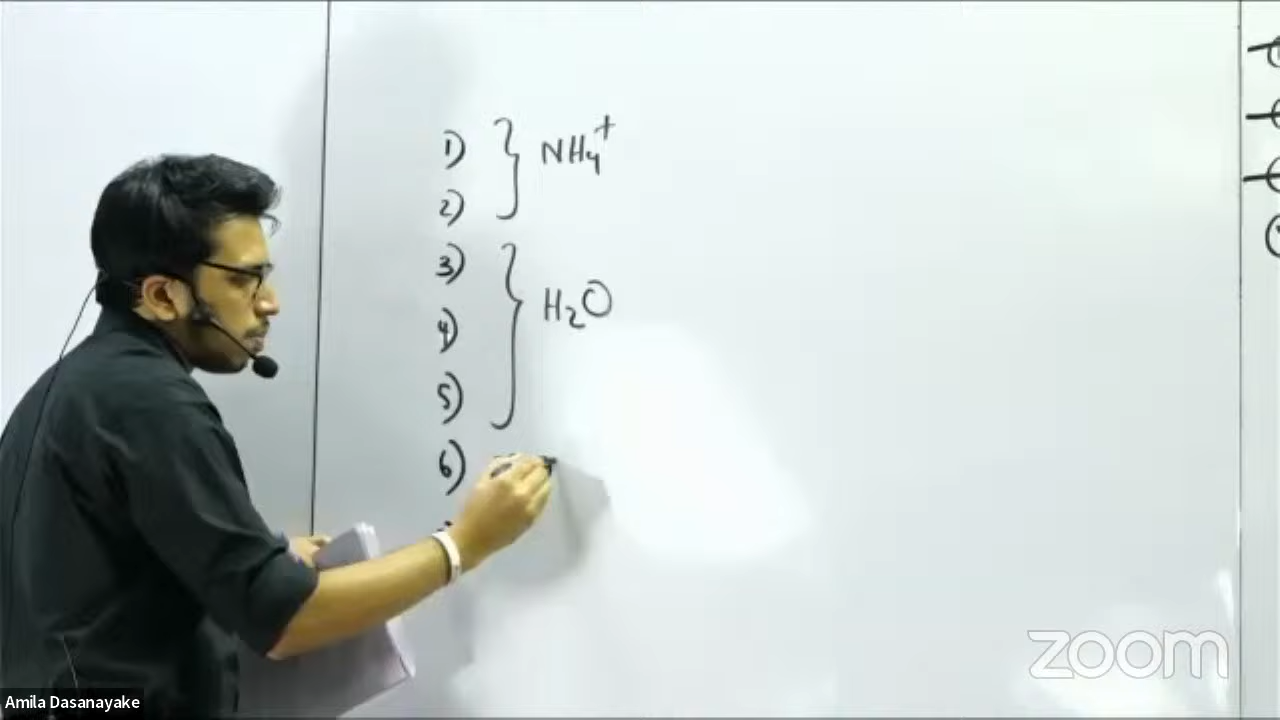 1) } NH4+
2)
3)
} H2O
4)
5)
6)
zoom
Amila Dasanayake